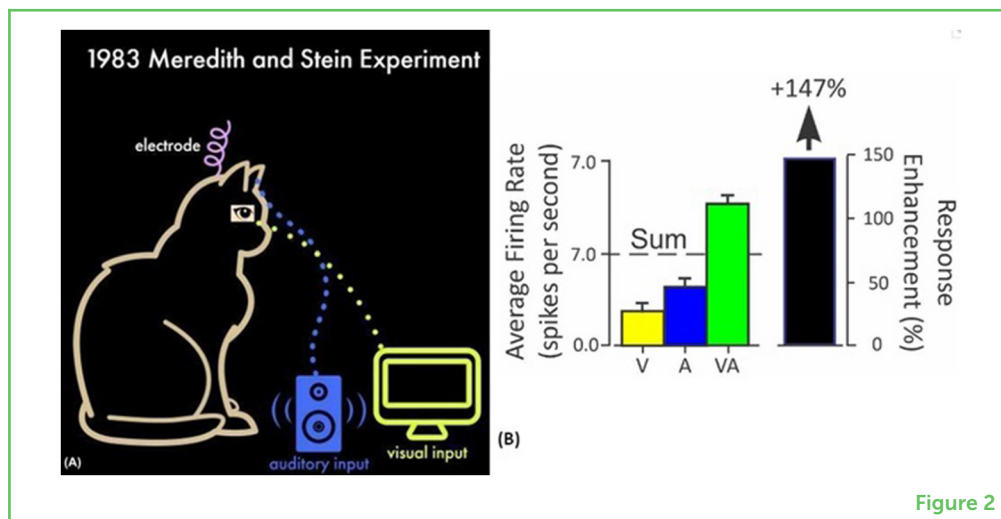 1983 Meredith and Stein Experiment
electrode
auditory input
visual input
(A)
Average Firing Rate
(spikes per second)
7.0
7.0
0.0
Sum
V A VA
+147%
150
100
50
0
Response
Enhancement (%)
(B)
Figure 2